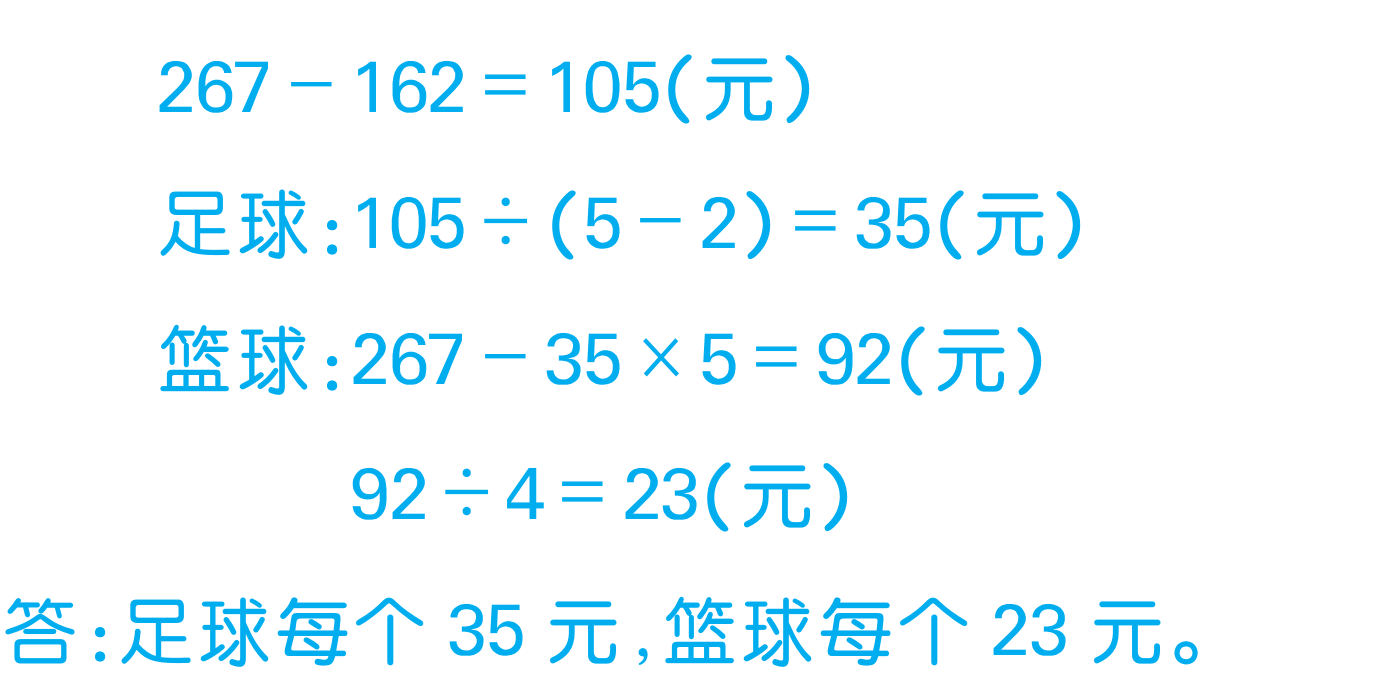 267 - 162 = 105(元)
足球:105 ÷ (5 - 2) = 35(元)
篮球:267 - 35 × 5 = 92(元)
92 ÷ 4 = 23(元)
答:足球每个 35 元,篮球每个 23 元。